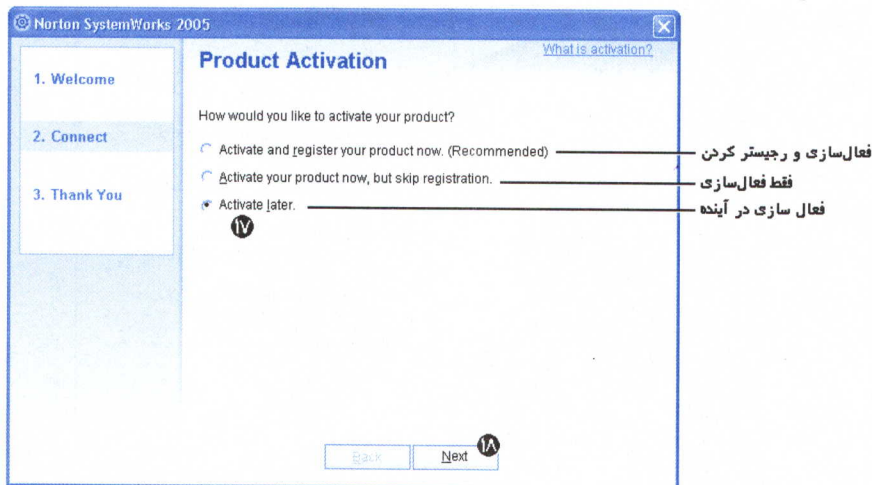 Norton SystemWorks 2005
What is activation?
Product Activation
1. Welcome
2. Connect
3. Thank You
How would you like to activate your product?
Activate and register your product now. (Recommended)
فعال‌سازی و رجیستر کردن
Activate your product now, but skip registration.
فقط فعال‌سازی
Activate later.
فعال سازی در آینده
۱۷
Back
Next
۱۸